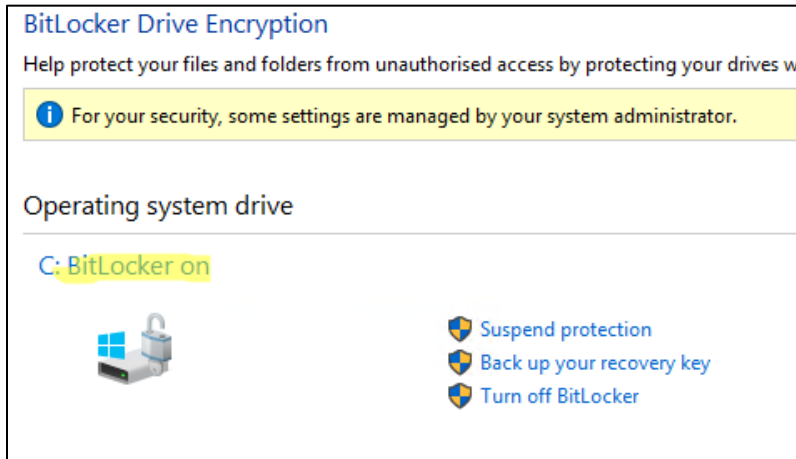 BitLocker Drive Encryption
Help protect your files and folders from unauthorised access by protecting your drives w
For your security, some settings are managed by your system administrator.
Operating system drive
C: BitLocker on
Suspend protection
Back up your recovery key
Turn off BitLocker